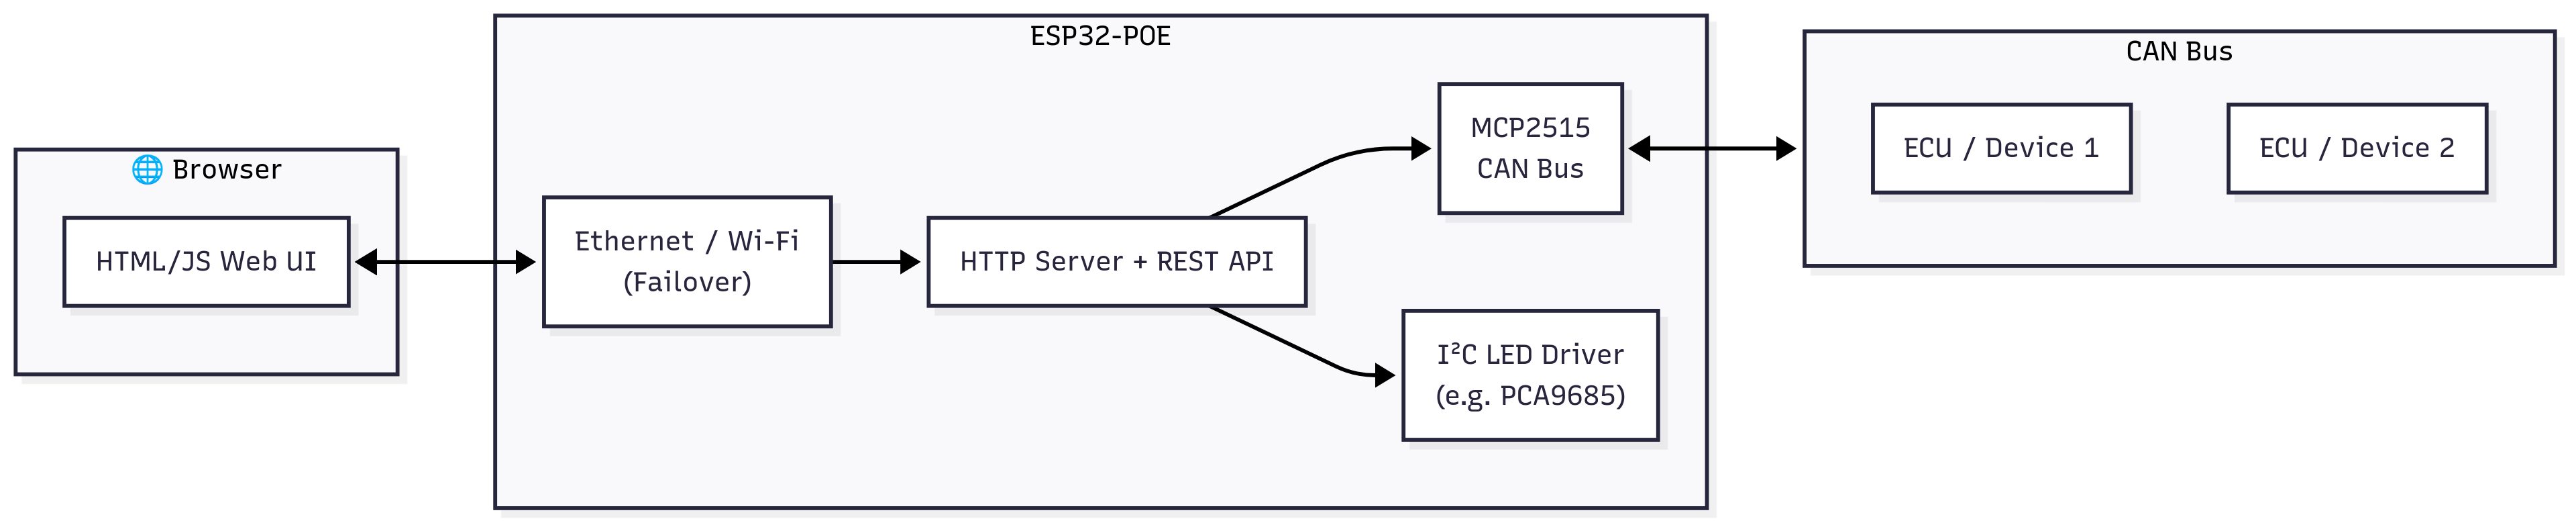 ESP32-POE
CAN Bus
Browser
HTML/JS Web UI
Ethernet / Wi-Fi
(Failover)
HTTP Server + REST API
MCP2515
CAN Bus
I²C LED Driver
(e.g. PCA9685)
ECU / Device 1
ECU / Device 2